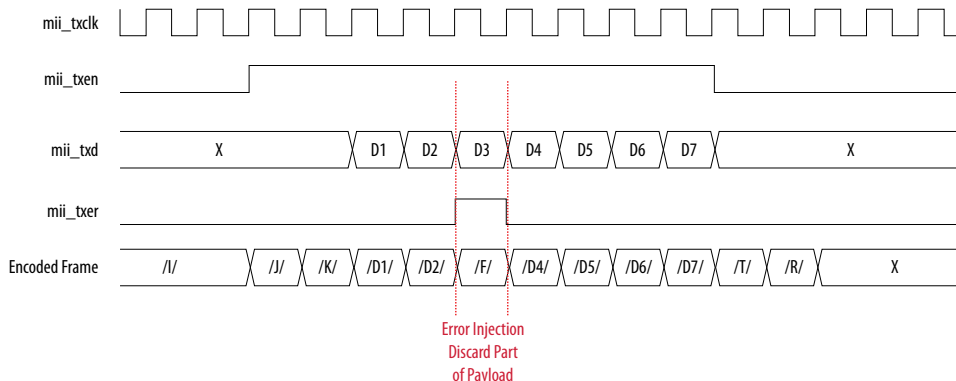 mii_txclk
mii_txen
mii_txd X D1 D2 D3 D4 D5 D6 D7 X
mii_txer
Encoded Frame /I/ /J/ /K/ /D1/ /D2/ /F/ /D4/ /D5/ /D6/ /D7/ /T/ /R/ X
Error Injection
Discard Part
of Pavload